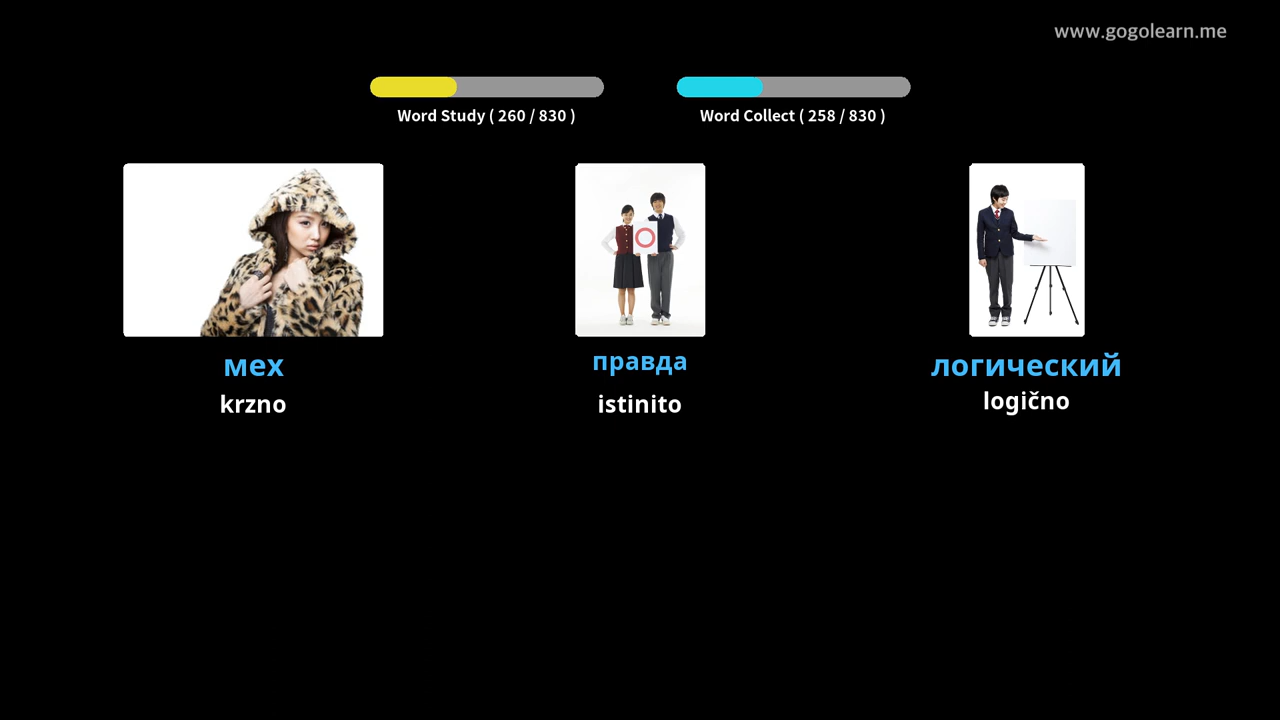 www.gogolearn.me
Word Study ( 260 / 830 )
Word Collect ( 258 / 830 )
мех
правда
логический
krzno
istinito
logično